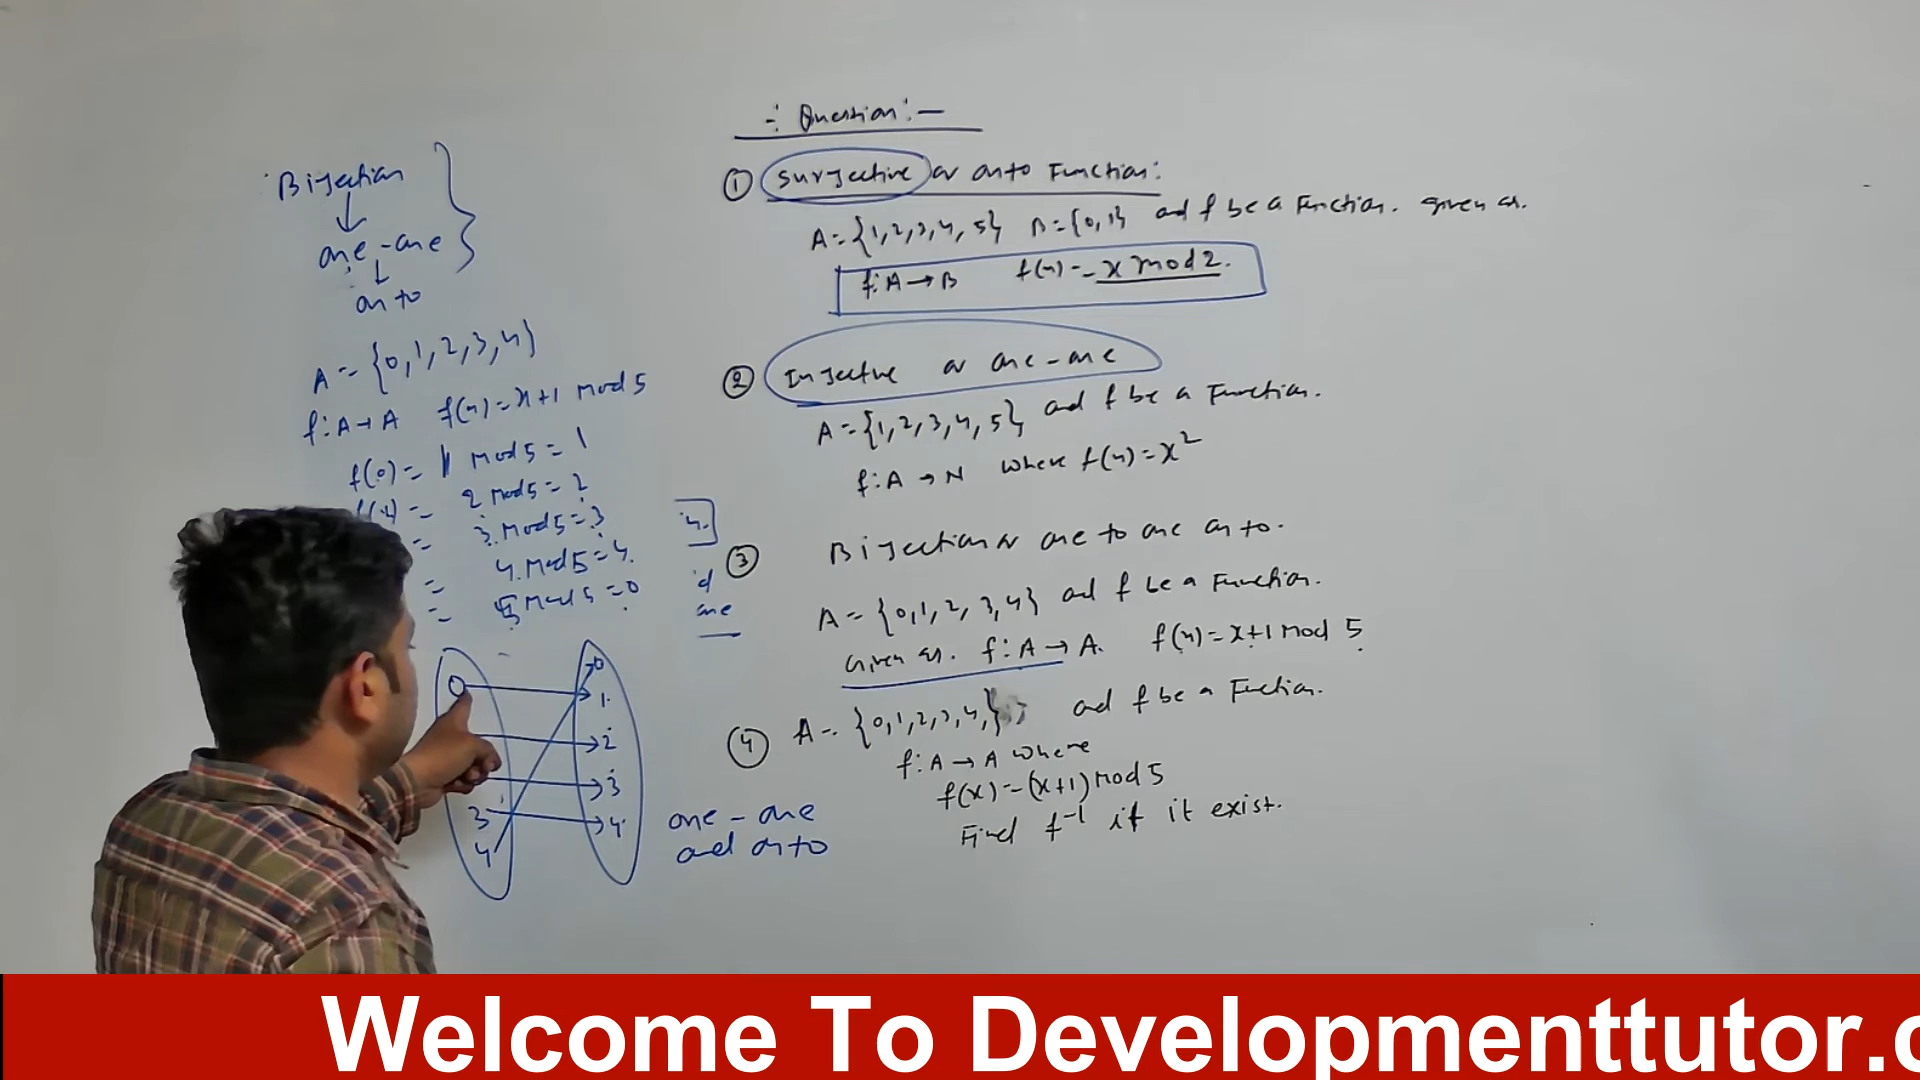 Bijection
↓
one-one
↓
onto
A = {0,1,2,3,4}
f: A→A f(x) = x+1 mod 5
f(0) = 1 mod 5 = 1
= 2 mod 5 = 2
= 3 mod 5 = 3
= 4 mod 5 = 4
= 5 mod 5 = 0
one
0
3
4
0
1
2
3
4
one-one
and onto
-: Question:-
① Surjective or onto Function:
A = {1,2,3,4,5} B = {0,1} and f be a Function. given as.
f: A→B f(x) = x mod 2.
② Injective or one-one
A = {1,2,3,4,5} and f be a Function.
f: A→N where f(x) = x²
③ Bijection or one to one onto.
A = {0,1,2,3,4} and f be a Function.
Given as. f: A→A. f(x) = x+1 Mod 5
④ A = {0,1,2,3,4,} and f be a Fuction.
f: A→A where
f(x) = (x+1) Mod 5
Find f⁻¹ if it exist.
Welcome To Developmenttutor.c